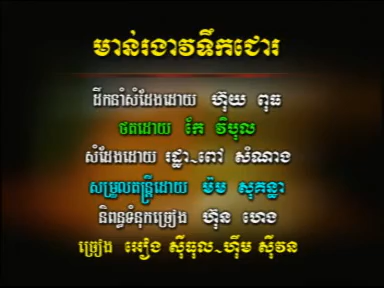 មាន់រងាវទឹកជោរ
ដឹកនាំសំដែងដោយ ហ៊ុយ ពុធ
ថតដោយ កែ វិបុល
សំដែងដោយ រដ្ឋា~ពៅ សំណាង
សម្រួលតន្ត្រីដោយ ម៉ម សុគន្ធា
និពន្ធទំនុកច្រៀង ហ៊ុន ហេង
ច្រៀង អៀង ស៊ីធុល~ហ៊ឹម ស៊ីវន